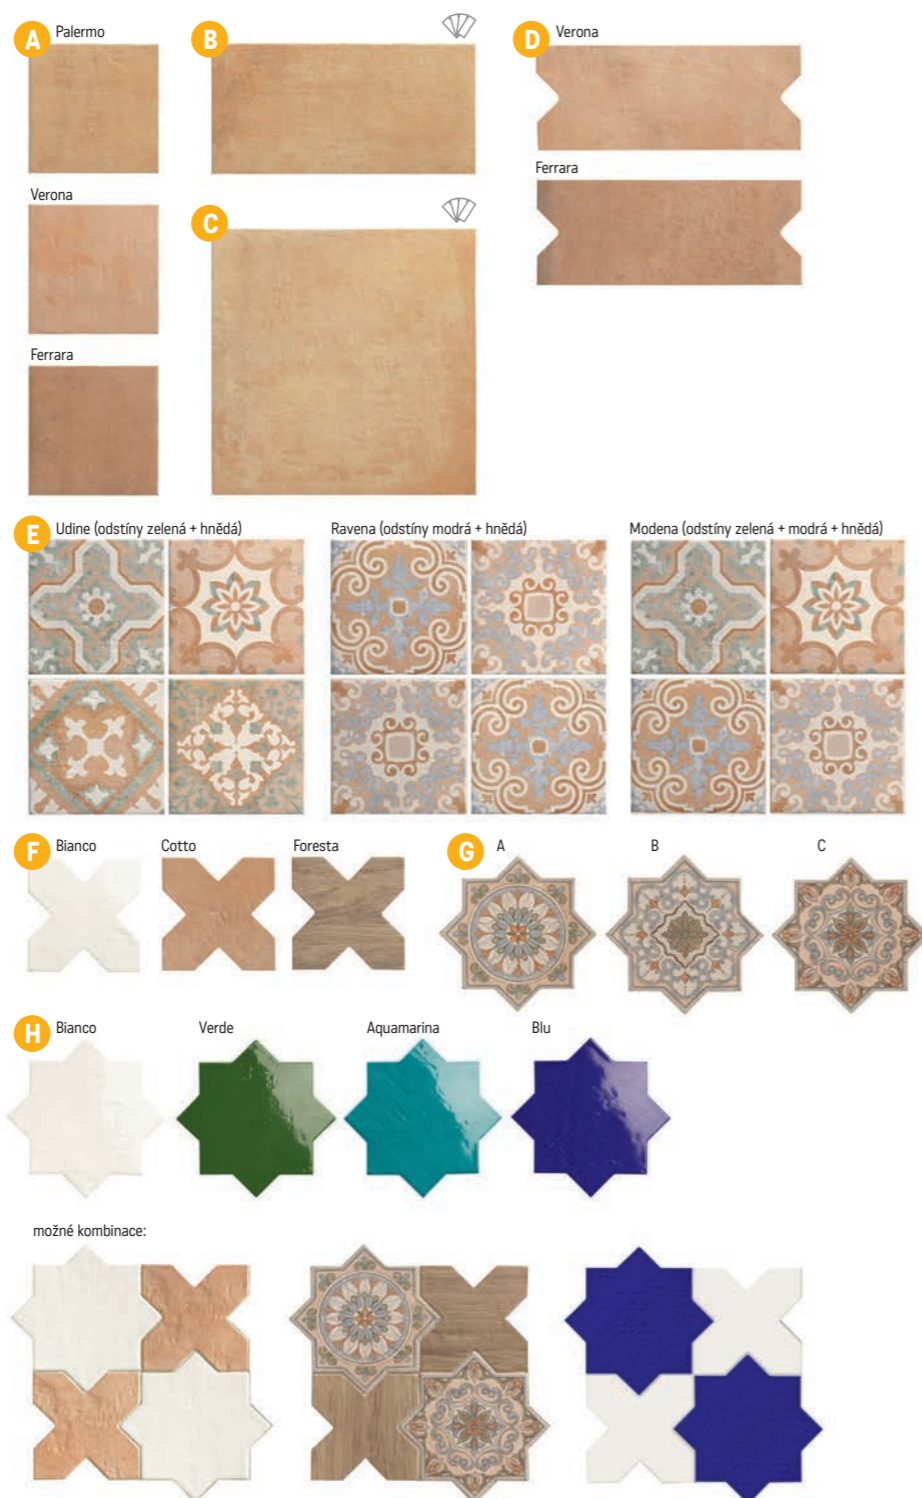 A Palermo
B
D Verona
Ferrara
Verona
C
Ferrara
E Udine (odstíny zelená + hnědá) Ravena (odstíny modrá + hnědá) Modena (odstíny zelená + modrá + hnědá)
F Bianco Cotto Foresta
G A B C
H Bianco Verde Aquamarina Blu
možné kombinace: